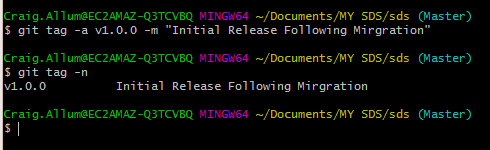 Craig.Allum@EC2AMAZ-Q3TCVBQ MINGW64 ~/Documents/MY SDS/sds (Master)
$ git tag -a v1.0.0 -m "Initial Release Following Mirgration"
Craig.Allum@EC2AMAZ-Q3TCVBQ MINGW64 ~/Documents/MY SDS/sds (Master)
$ git tag -n
v1.0.0          Initial Release Following Mirgration
Craig.Allum@EC2AMAZ-Q3TCVBQ MINGW64 ~/Documents/MY SDS/sds (Master)
$